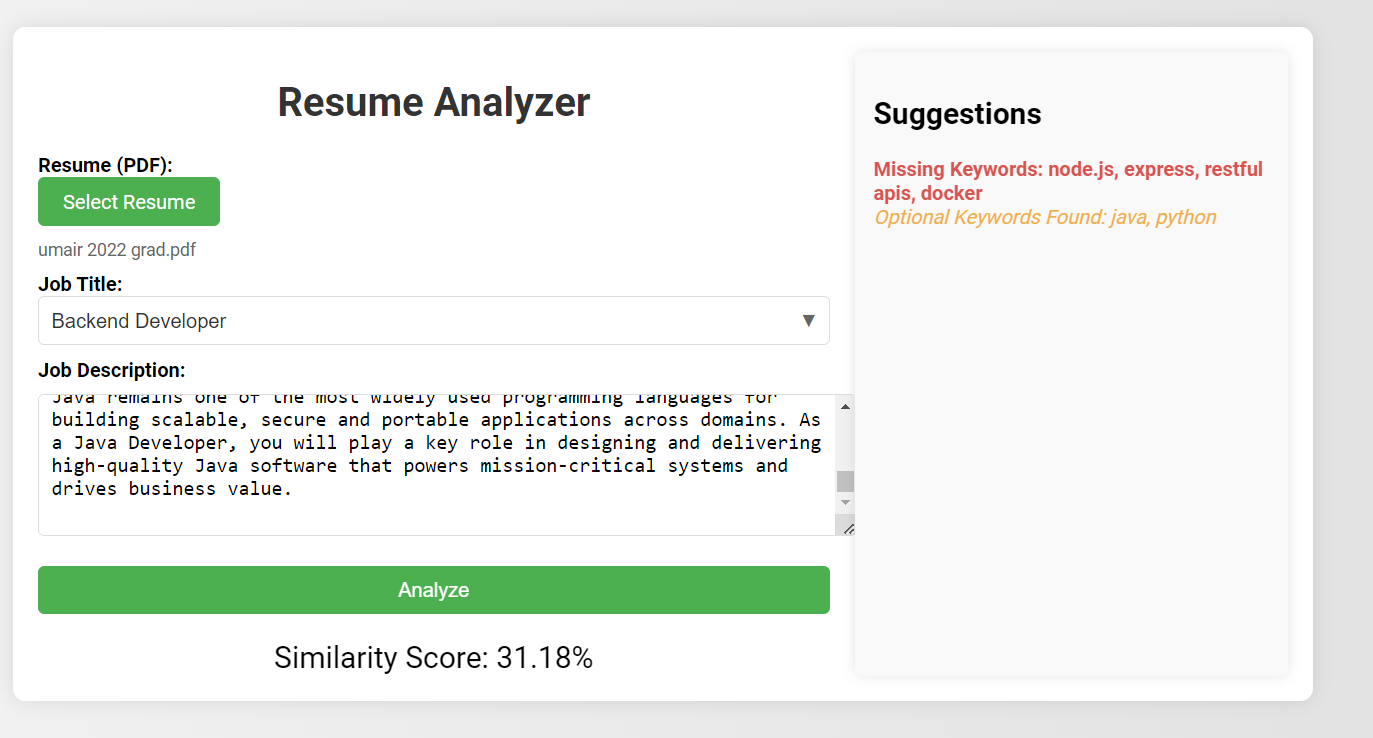 Resume Analyzer
Resume (PDF):
Select Resume
umair 2022 grad.pdf
Job Title:
Backend Developer
Job Description:
Java remains one of the most widely used programming languages for
building scalable, secure and portable applications across domains. As
a Java Developer, you will play a key role in designing and delivering
high-quality Java software that powers mission-critical systems and
drives business value.
Analyze
Similarity Score: 31.18%
Suggestions
Missing Keywords: node.js, express, restful
apis, docker
Optional Keywords Found: java, python